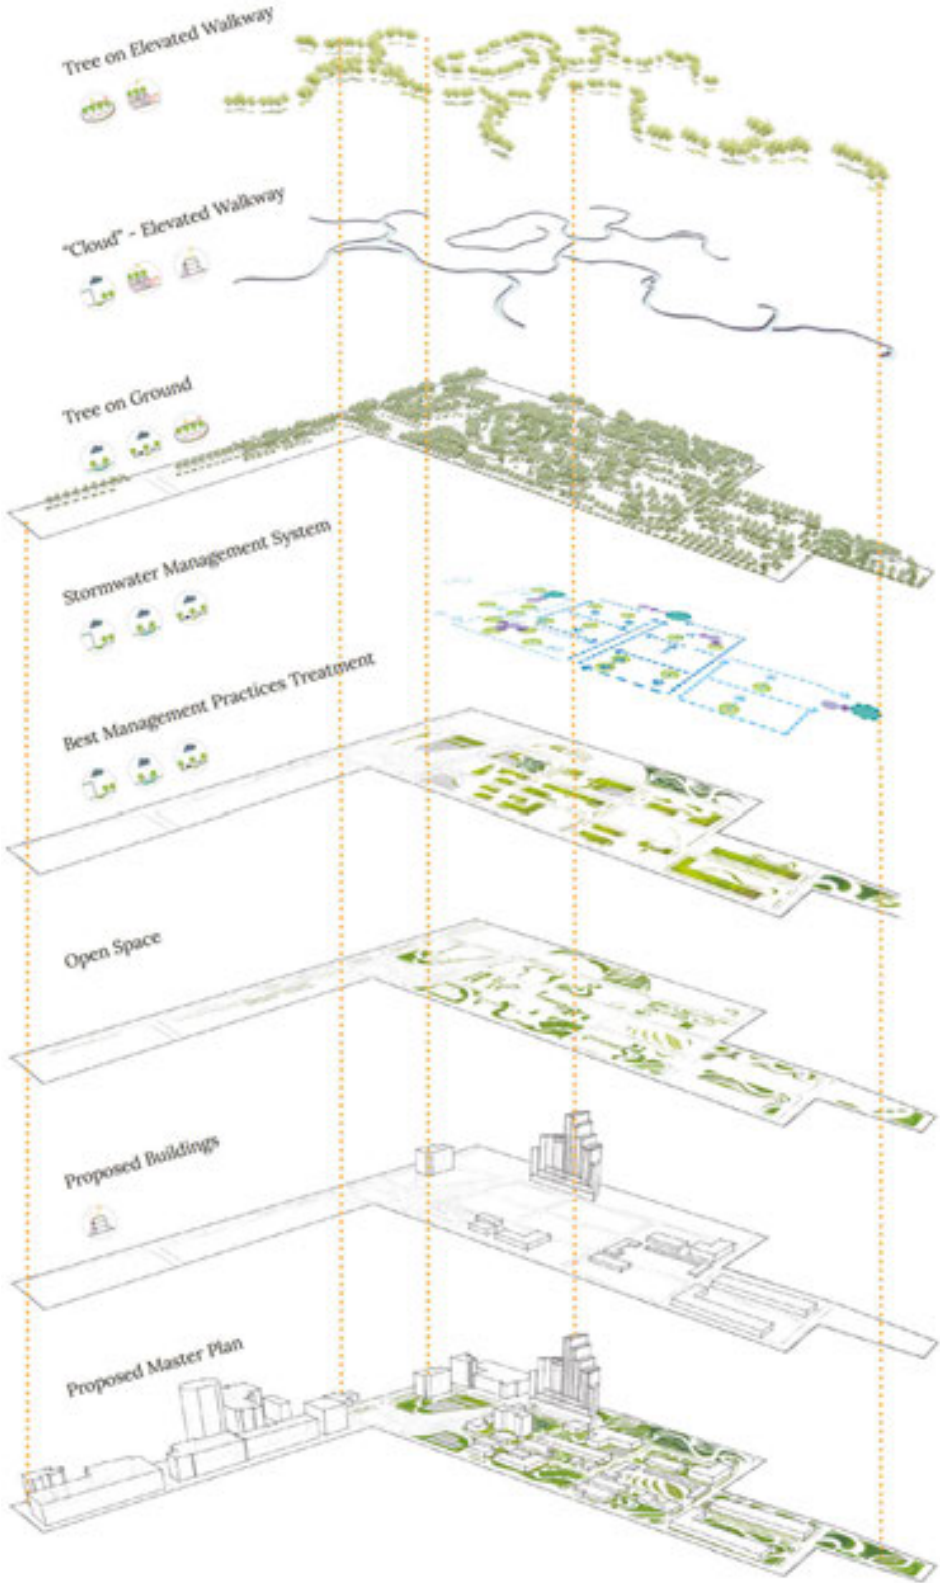 Tree on Elevated Walkway
"Cloud" - Elevated Walkway
Tree on Ground
Stormwater Management System
Best Management Practices Treatment
Open Space
Proposed Buildings
Proposed Master Plan